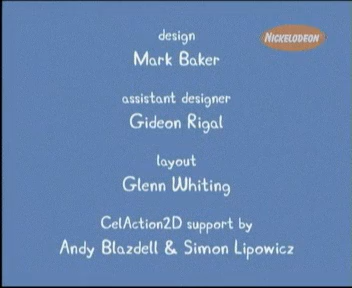 design
NICKELODEON
Mark Baker
assistant designer
Gideon Rigal
layout
Glenn Whiting
CelAction2D support by
Andy Blazdell & Simon Lipowicz